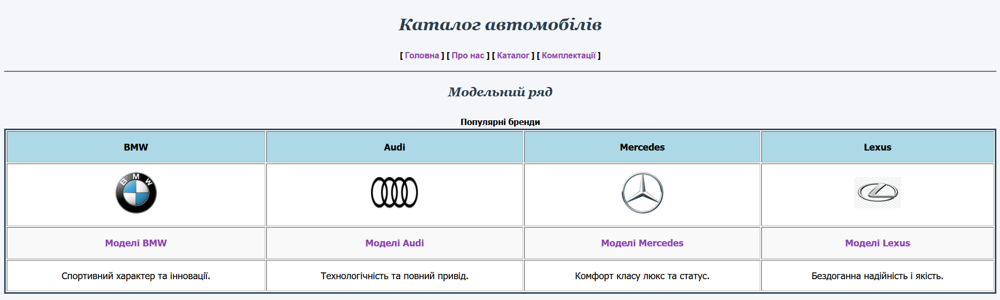 Каталог автомобілів
[ Головна ] [ Про нас ] [ Каталог ] [ Комплектації ]
Модельний ряд
Популярні бренди
BMW Audi Mercedes Lexus
B M W
Моделі BMW Моделі Audi Моделі Mercedes Моделі Lexus
Спортивний характер та інновації. Технологічність та повний привід. Комфорт класу люкс та статус. Бездоганна надійність і якість.